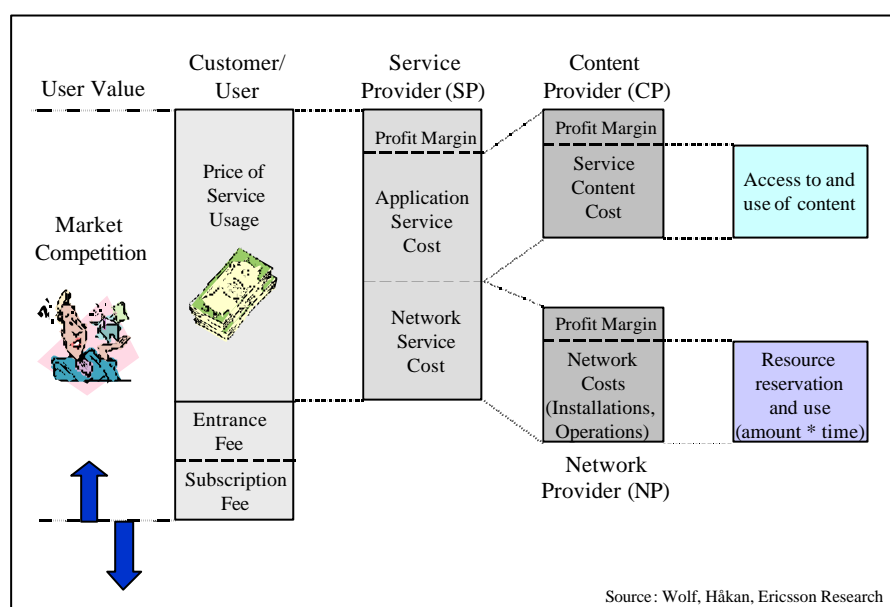 User Value
Customer/
User
Service
Provider (SP)
Content
Provider (CP)
Market
Competition
Price of
Service
Usage
Entrance
Fee
Subscription
Fee
Profit Margin
Application
Service
Cost
Network
Service
Cost
Profit Margin
Service
Content
Cost
Access to and
use of content
Profit Margin
Network
Costs
(Installations,
Operations)
Network
Provider (NP)
Resource
reservation
and use
(amount * time)
Source: Wolf, Håkan, Ericsson Research